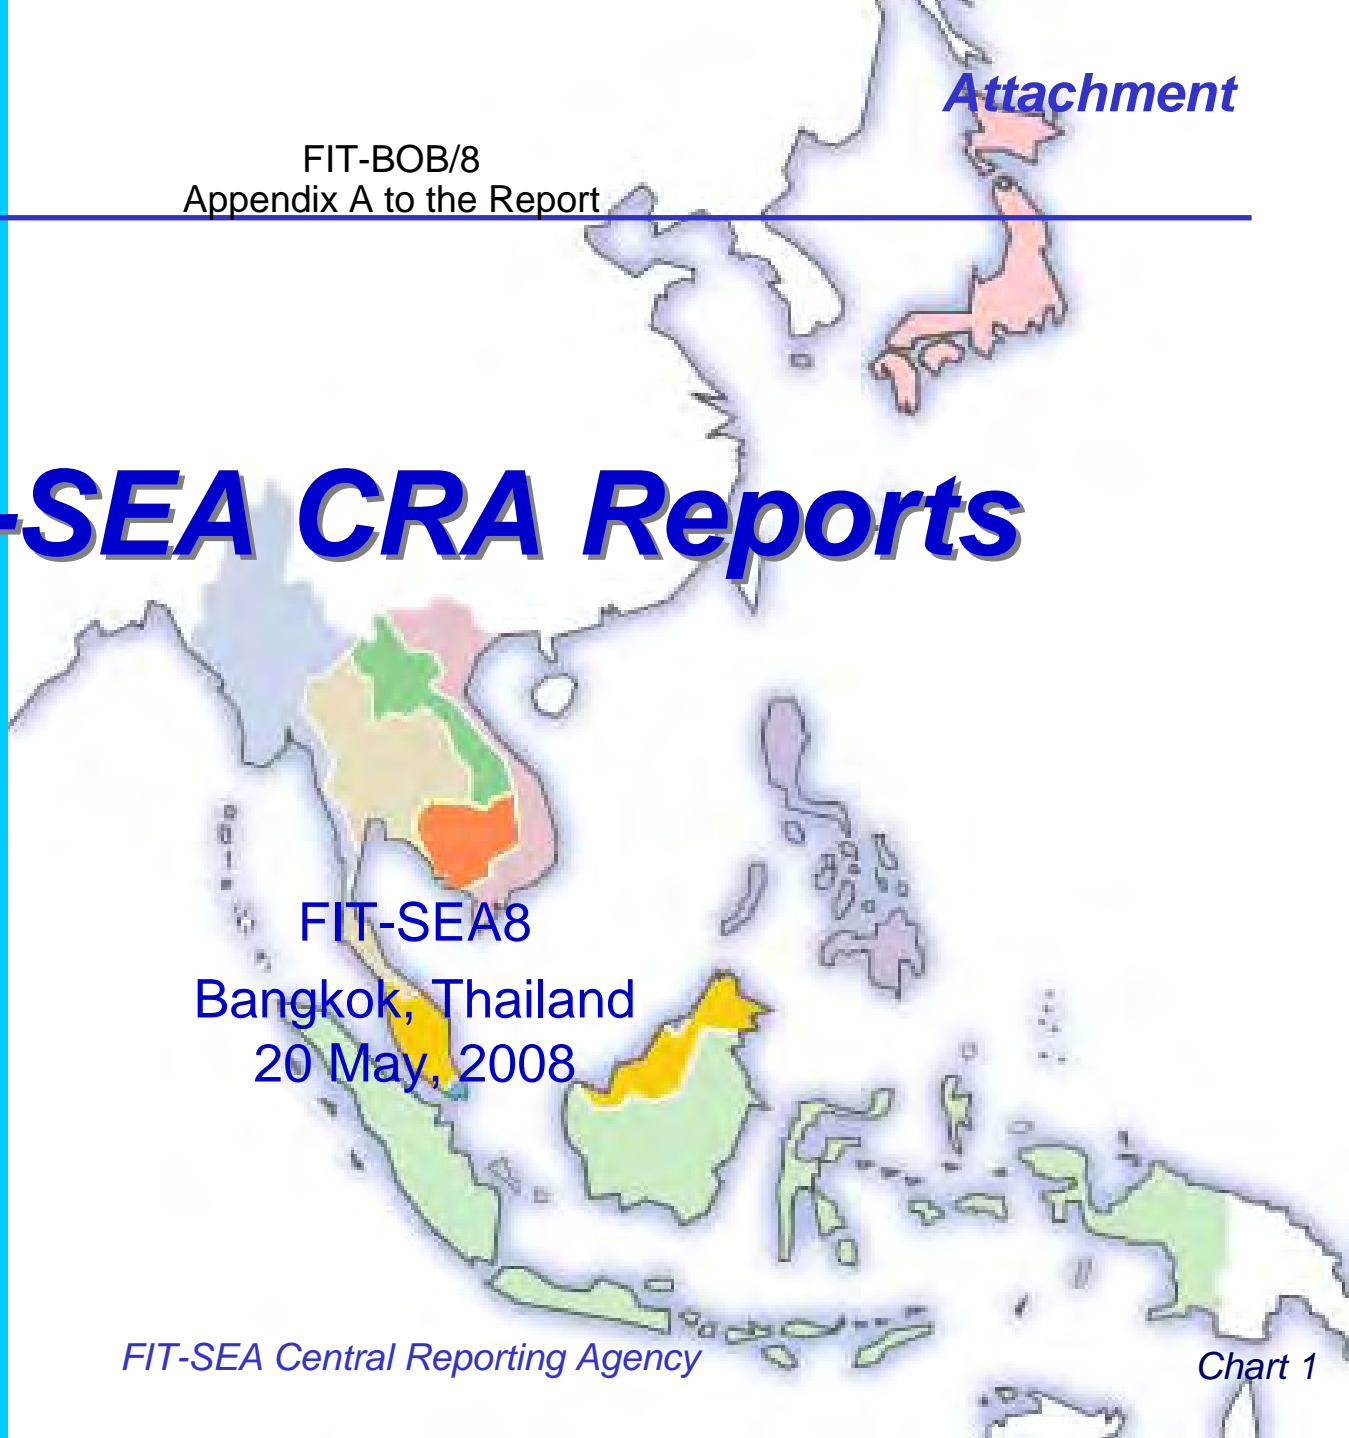 Attachment
FIT-BOB/8
Appendix A to the Report
-SEA CRA Reports
FIT-SEA8
Bangkok, Thailand
20 May, 2008
FIT-SEA Central Reporting Agency
Chart 1